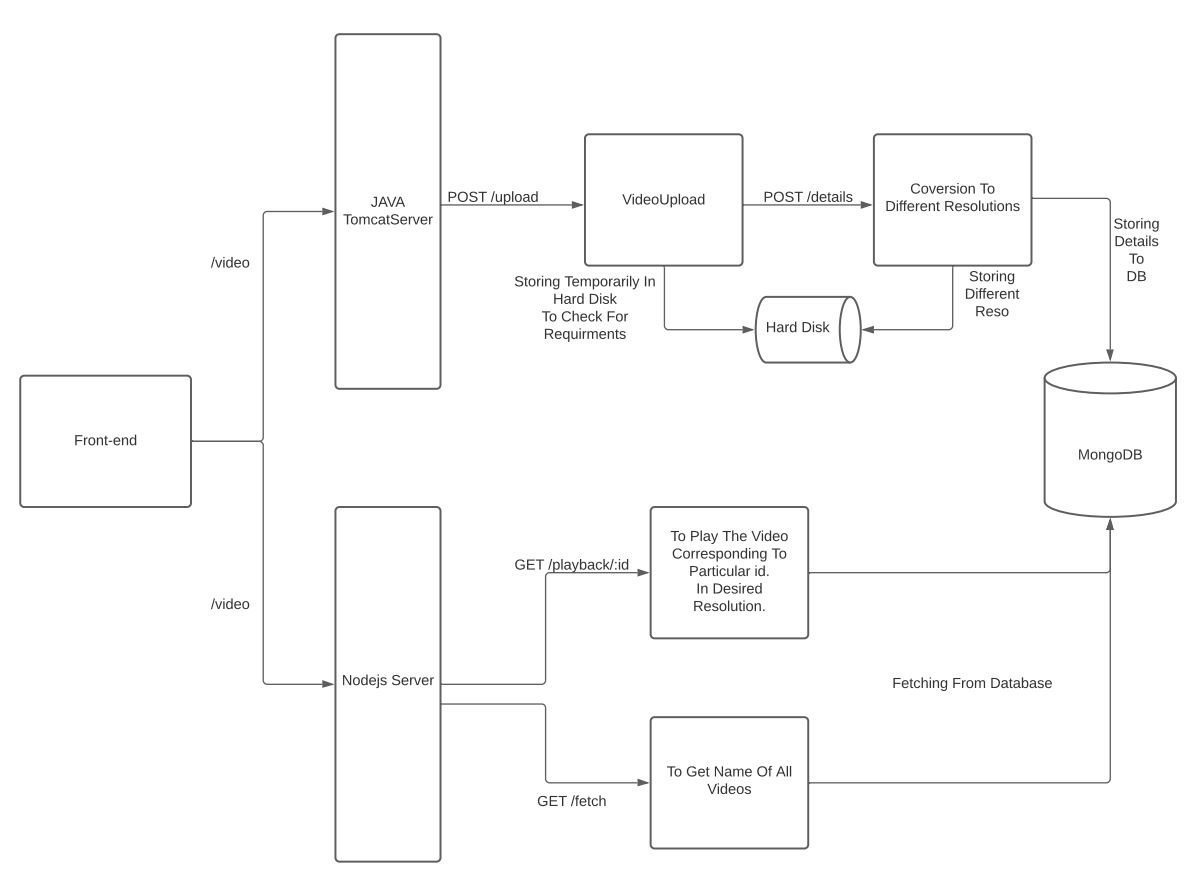 JAVA
TomcatServer
POST /upload
VideoUpload
POST /details
Coversion To
Different Resolutions
Storing
Details
To
DB
/video
Storing Temporarily In
Hard Disk
To Check For
Requirments
Hard Disk
Storing
Different
Reso
Front-end
MongoDB
/video
Nodejs Server
GET /playback/:id
To Play The Video
Corresponding To
Particular id.
In Desired
Resolution.
Fetching From Database
GET /fetch
To Get Name Of All
Videos